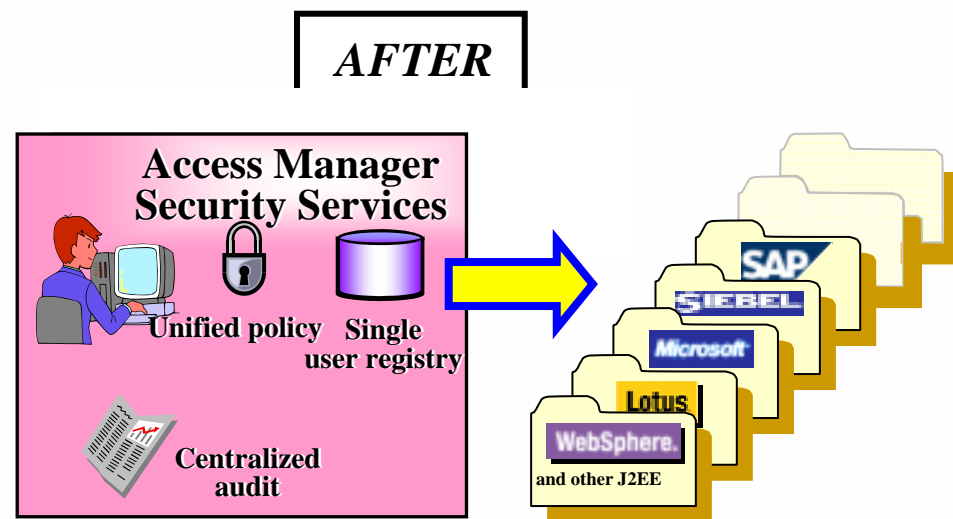 AFTER
Access Manager
Security Services
Unified policy
Single
user registry
Centralized
audit
SAP
SIEBEL
Microsoft
Lotus
WebSphere.
and other J2EE